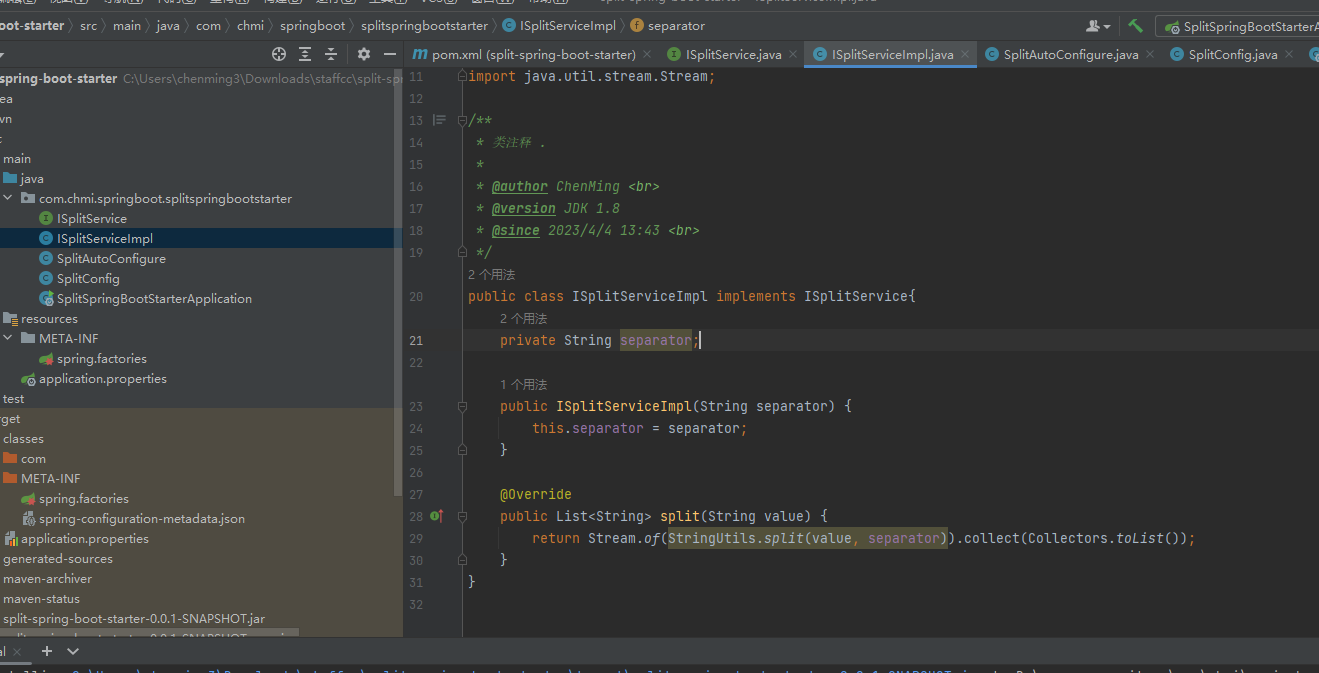 oot-starter src main java com chmi springboot splitspringbootstarter ISplitServiceImpl separator SplitSpringBootStarterA
pom.xml (split-spring-boot-starter) ISplitService.java ISplitServiceImpl.java SplitAutoConfigure.java SplitConfig.java
spring-boot-starter C:\Users\chenming3\Downloads\staffcc\split-spr
ea
vn
main
java
com.chmi.springboot.splitspringbootstarter
ISplitService
ISplitServiceImpl
SplitAutoConfigure
SplitConfig
SplitSpringBootStarterApplication
resources
META-INF
spring.factories
application.properties
test
get
classes
com
META-INF
spring.factories
spring-configuration-metadata.json
application.properties
generated-sources
maven-archiver
maven-status
split-spring-boot-starter-0.0.1-SNAPSHOT.jar
11 import java.util.stream.Stream;
12
13 /**
14 * 类注释 .
15 *
16 * @author ChenMing <br>
17 * @version JDK 1.8
18 * @since 2023/4/4 13:43 <br>
19 */
2 个用法
20 public class ISplitServiceImpl implements ISplitService{
2 个用法
21 private String separator;
22
1 个用法
23 public ISplitServiceImpl(String separator) {
24 this.separator = separator;
25 }
26
27 @Override
28 public List<String> split(String value) {
29 return Stream.of(StringUtils.split(value, separator)).collect(Collectors.toList());
30 }
31 }
32
al